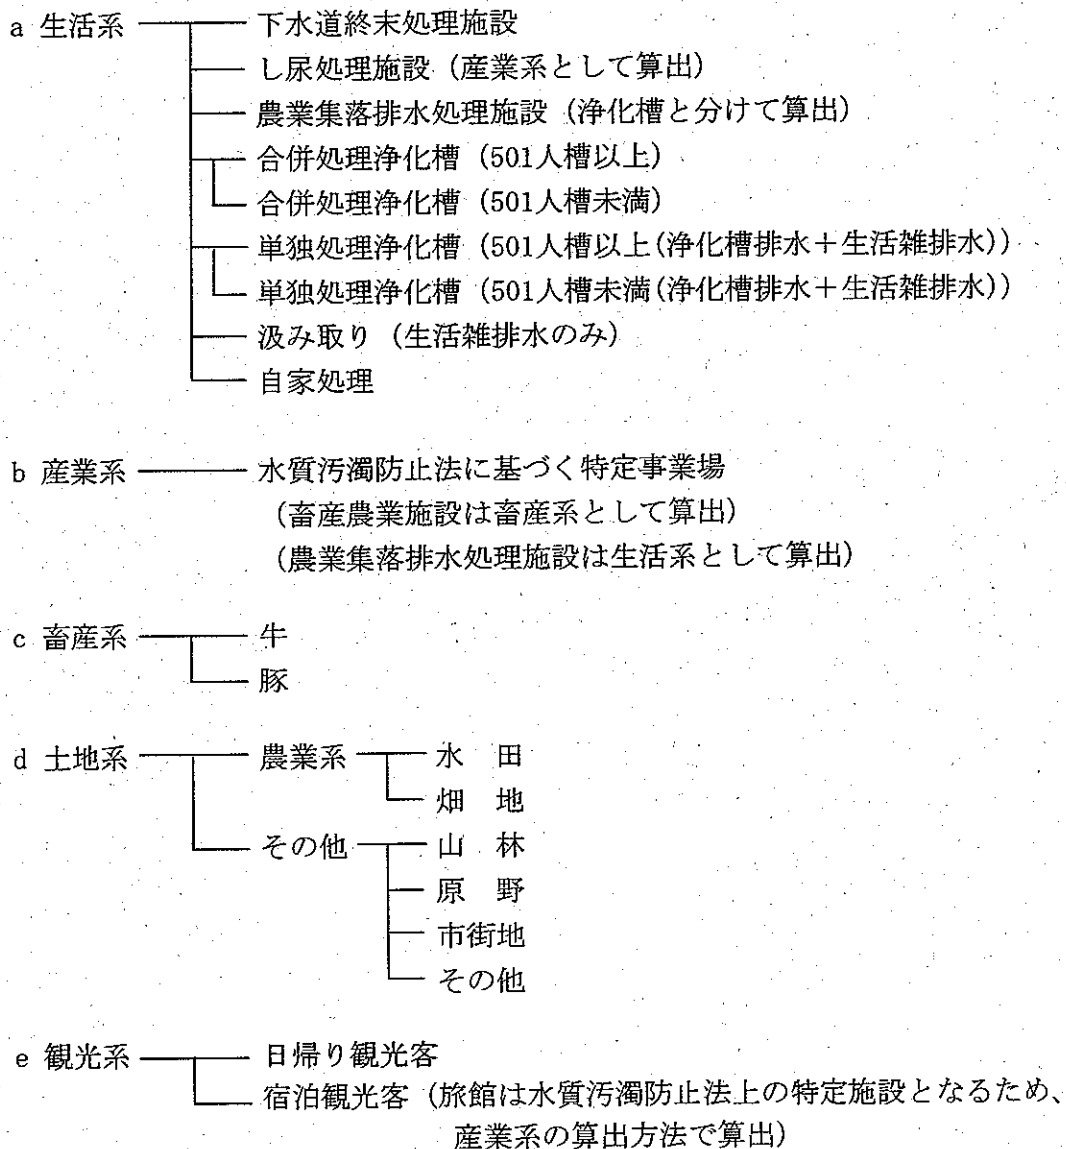 a 生活系 下水道終末処理施設
し尿処理施設（産業系として算出）
農業集落排水処理施設（浄化槽と分けて算出）
合併処理浄化槽（501人槽以上）
合併処理浄化槽（501人槽未満）
単独処理浄化槽（501人槽以上(浄化槽排水＋生活雑排水)）
単独処理浄化槽（501人槽未満(浄化槽排水＋生活雑排水)）
汲み取り（生活雑排水のみ）
自家処理
b 産業系 水質汚濁防止法に基づく特定事業場
（畜産農業施設は畜産系として算出）
（農業集落排水処理施設は生活系として算出）
c 畜産系 牛
豚
d 土地系 農業系 水 田
畑 地
その他 山 林
原 野
市街地
その他
e 観光系 日帰り観光客
宿泊観光客（旅館は水質汚濁防止法上の特定施設となるため、
産業系の算出方法で算出）